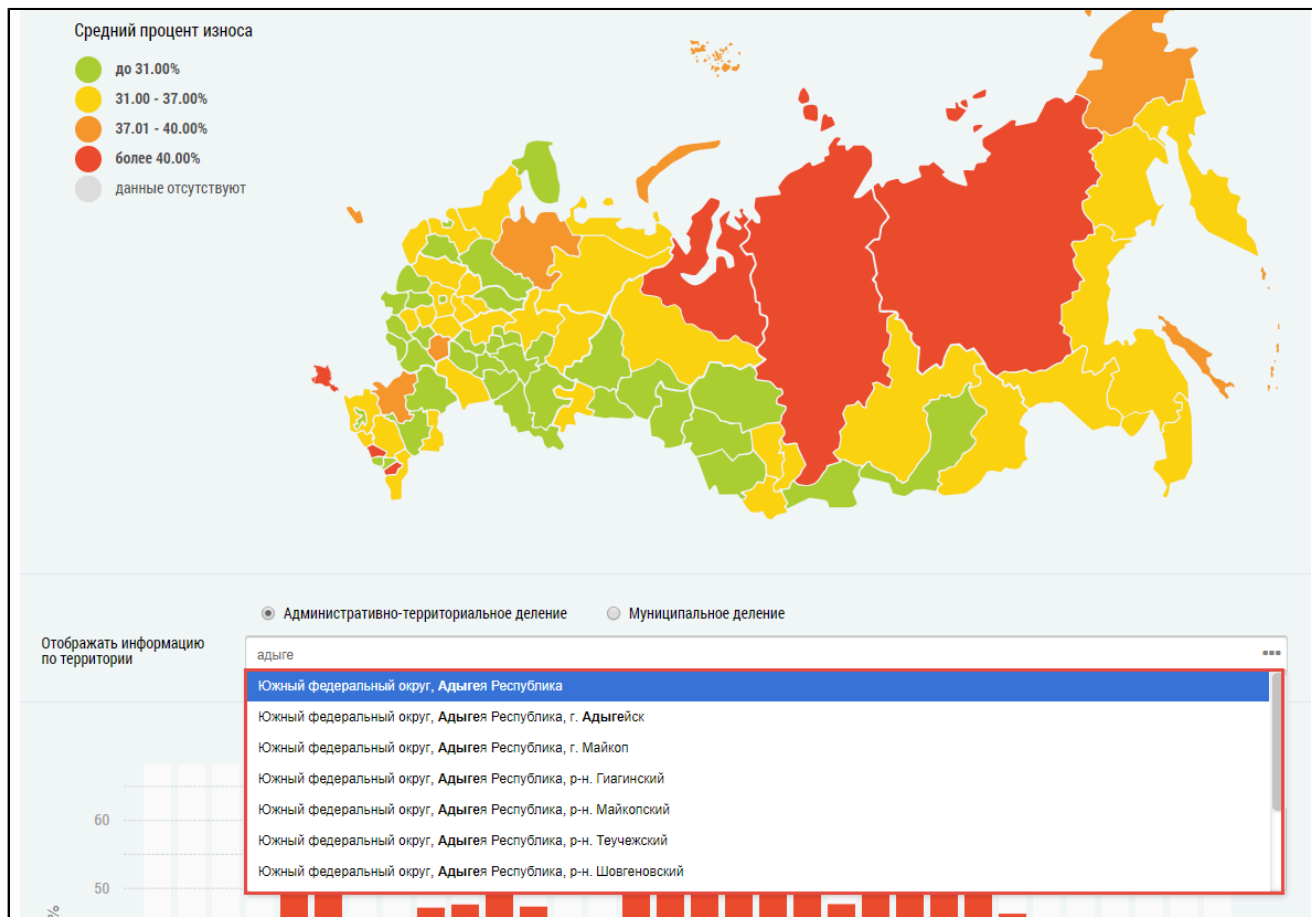 Средний процент износа
до 31.00%
31.00 - 37.00%
37.01 - 40.00%
более 40.00%
данные отсутствуют
Административно-территориальное деление
Муниципальное деление
Отображать информацию
по территории
адыге
Южный федеральный округ, Адыгея Республика
Южный федеральный округ, Адыгея Республика, г. Адыгейск
Южный федеральный округ, Адыгея Республика, г. Майкоп
Южный федеральный округ, Адыгея Республика, р-н. Гиагинский
Южный федеральный округ, Адыгея Республика, р-н. Майкопский
Южный федеральный округ, Адыгея Республика, р-н. Теучежский
Южный федеральный округ, Адыгея Республика, р-н. Шовгеновский
60
50
%